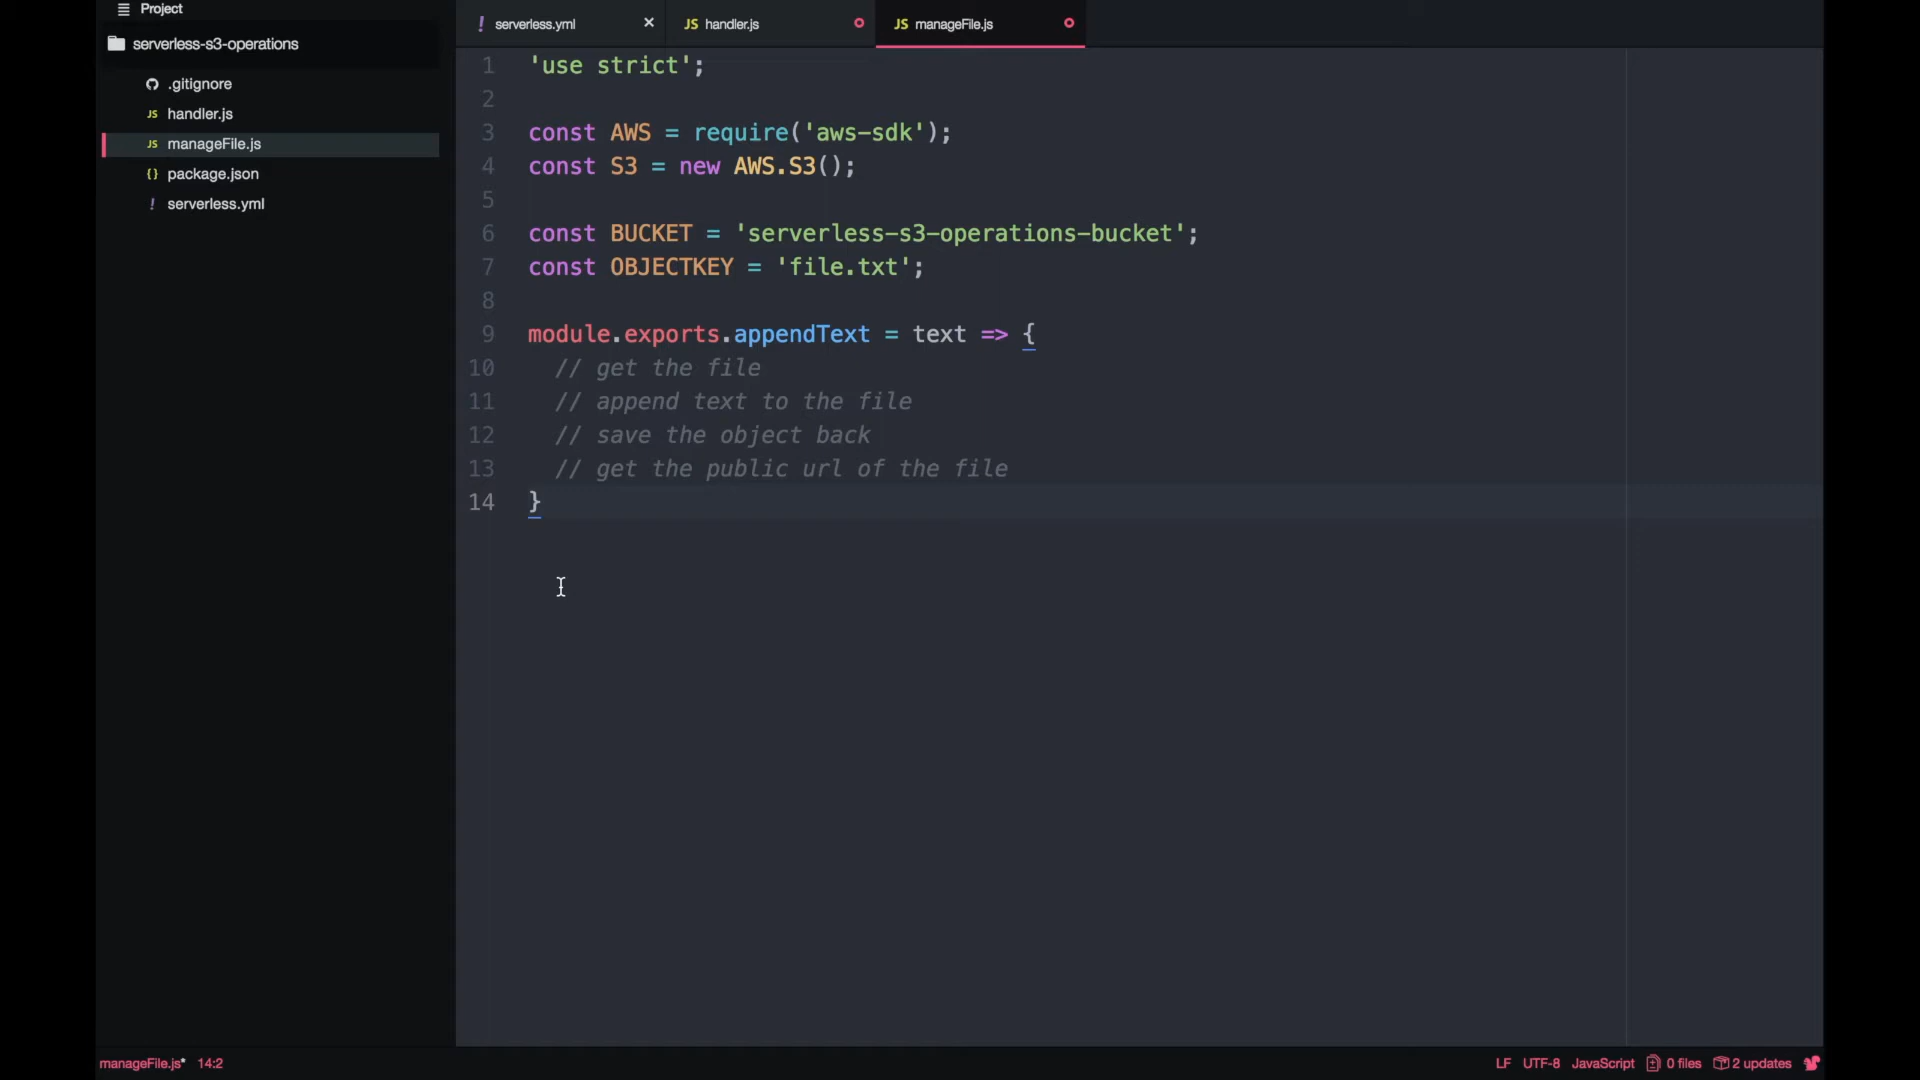 Project
serverless-s3-operations
.gitignore
JS handler.js
JS manageFile.js
{} package.json
! serverless.yml
! serverless.yml ×
JS handler.js
JS manageFile.js
1 'use strict';
2
3 const AWS = require('aws-sdk');
4 const S3 = new AWS.S3();
5
6 const BUCKET = 'serverless-s3-operations-bucket';
7 const OBJECTKEY = 'file.txt';
8
9 module.exports.appendText = text => {
10 // get the file
11 // append text to the file
12 // save the object back
13 // get the public url of the file
14 }
manageFile.js* 14:2
LF UTF-8 JavaScript 0 files 2 updates